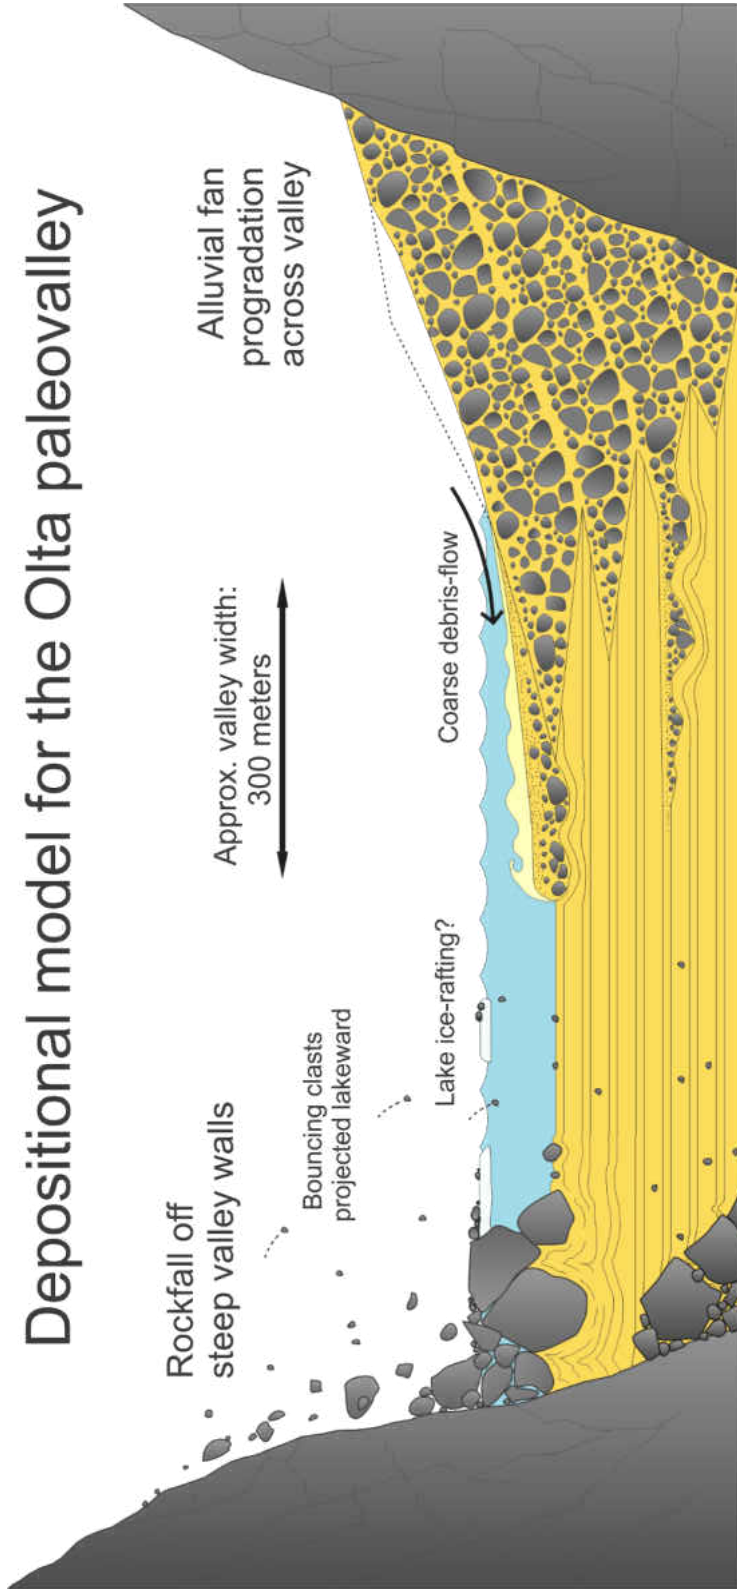 Depositional model for the Olta paleovalley
Rockfall off
steep valley walls
Bouncing clasts
projected lakeward
Lake ice-rafting?
Approx. valley width:
300 meters
Coarse debris-flow
Alluvial fan
progradation
across valley